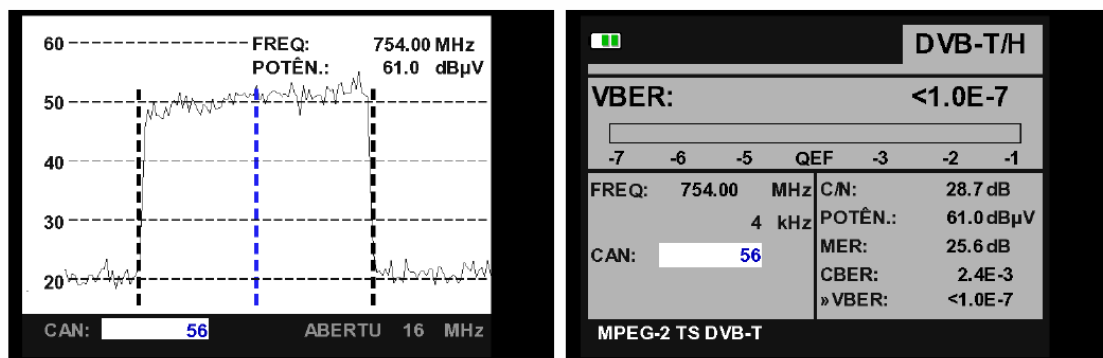 60 FREQ: 754.00 MHz
POTÊN.: 61.0 dBµV
50
40
30
20
CAN: 56 ABERTU 16 MHz
DVB-T/H
VBER: <1.0E-7
-7 -6 -5 QEF -3 -2 -1
FREQ: 754.00 MHz
4 kHz
CAN: 56
C/N: 28.7 dB
POTÊN.: 61.0 dBµV
MER: 25.6 dB
CBER: 2.4E-3
»VBER: <1.0E-7
MPEG-2 TS DVB-T